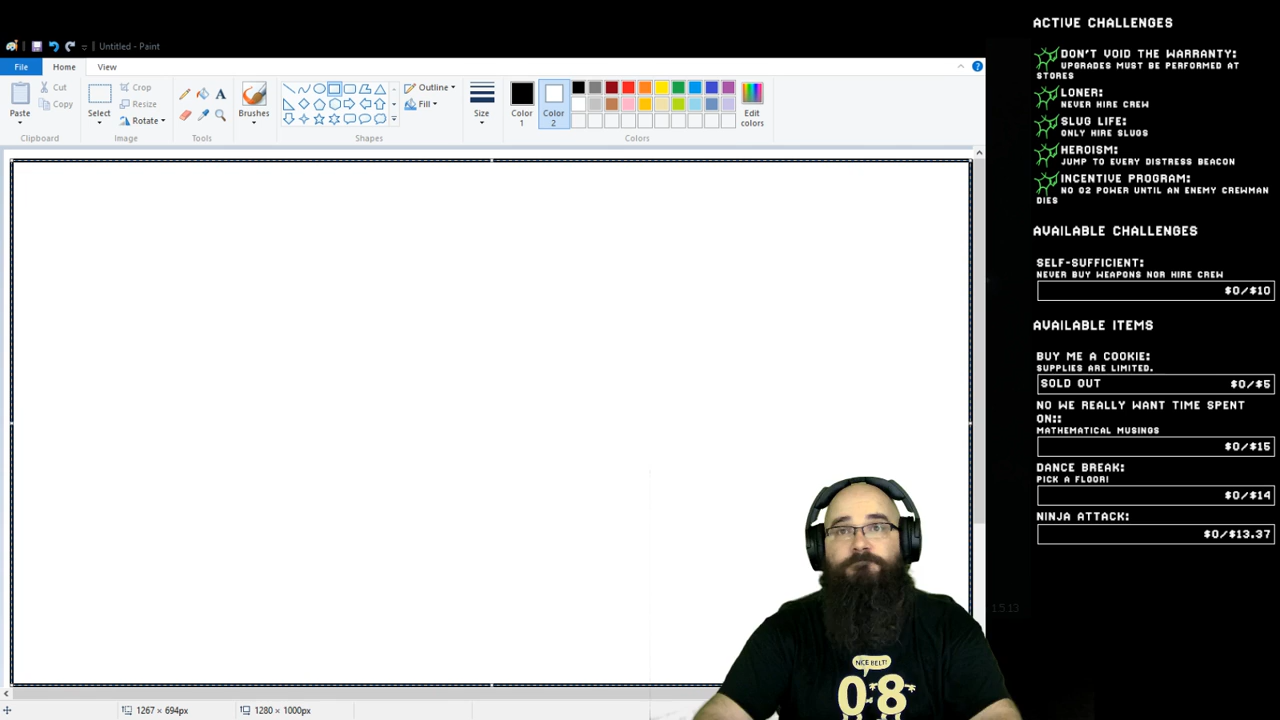 Untitled - Paint
File
Home
View
Paste
Cut
Copy
Clipboard
Select
Crop
Resize
Rotate
Image
Tools
Brushes
Outline
Fill
Shapes
Size
Color 1
Color 2
Edit colors
Colors
1267 × 694px
1280 × 1000px
NICE BELT!
08
ACTIVE CHALLENGES
DON'T VOID THE WARRANTY:
UPGRADES MUST BE PERFORMED AT
STORES
LONER:
NEVER HIRE CREW
SLUG LIFE:
ONLY HIRE SLUGS
HEROISM:
JUMP TO EVERY DISTRESS BEACON
INCENTIVE PROGRAM:
NO O2 POWER UNTIL AN ENEMY CREWMAN
DIES
AVAILABLE CHALLENGES
SELF-SUFFICIENT:
NEVER BUY WEAPONS NOR HIRE CREW
$0/$10
AVAILABLE ITEMS
BUY ME A COOKIE:
SUPPLIES ARE LIMITED.
SOLD OUT $0/$5
NO WE REALLY WANT TIME SPENT
ON::
MATHEMATICAL MUSINGS
$0/$15
DANCE BREAK:
PICK A FLOOR!
$0/$14
NINJA ATTACK:
$0/$13.37
1513